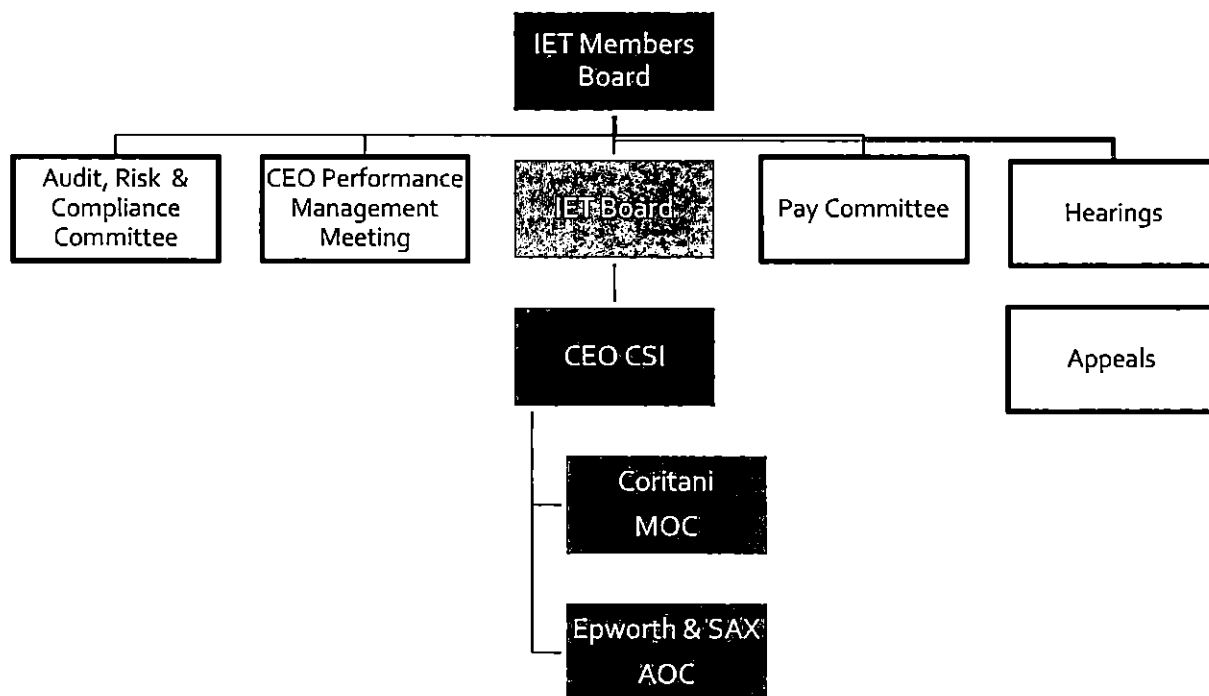 IET Members
Board
Audit, Risk &
Compliance
Committee
CEO Performance
Management
Meeting
IET Board
Pay Committee
Hearings
CEO CSI
Appeals
Coritani
MOC
Epworth & SAX
AOC